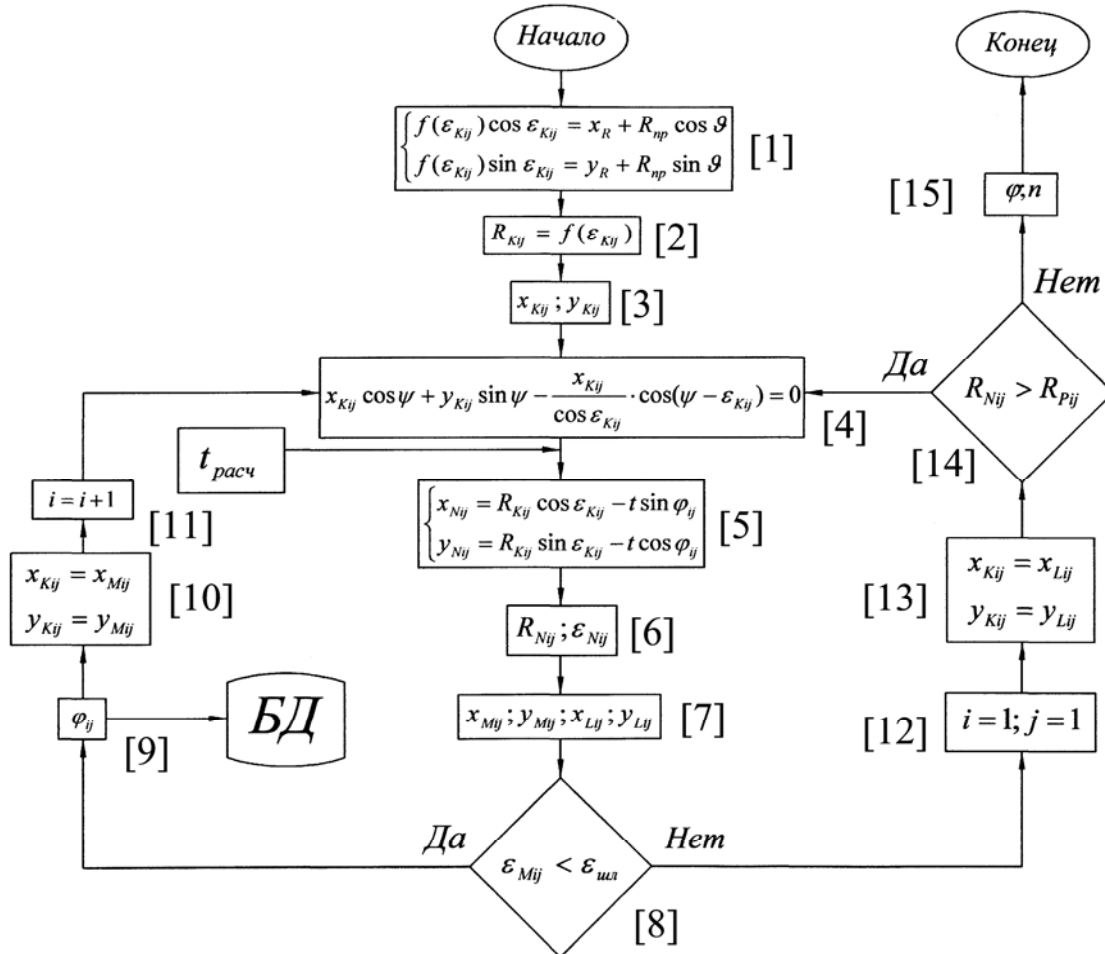 Начало
{ f(ε_Kij) cos ε_Kij = x_R + R_пр cos ϑ
f(ε_Kij) sin ε_Kij = y_R + R_пр sin ϑ
[1]
R_Kij = f(ε_Kij)
[2]
x_Kij ; y_Kij
[3]
x_Kij cos ψ + y_Kij sin ψ − x_Kij / cos ε_Kij · cos(ψ − ε_Kij) = 0
[4]
t_расч
{ x_Nij = R_Kij cos ε_Kij − t sin φ_ij
y_Nij = R_Kij sin ε_Kij − t cos φ_ij
[5]
R_Nij ; ε_Nij
[6]
x_Mij ; y_Mij ; x_Lij ; y_Lij
[7]
ε_Mij < ε_шл
[8]
Да
Нет
φ_ij
[9]
БД
x_Kij = x_Mij
y_Kij = y_Mij
[10]
i = i+1
[11]
i = 1; j = 1
[12]
x_Kij = x_Lij
y_Kij = y_Lij
[13]
R_Nij > R_Pij
[14]
Да
Нет
φ; n
[15]
Конец